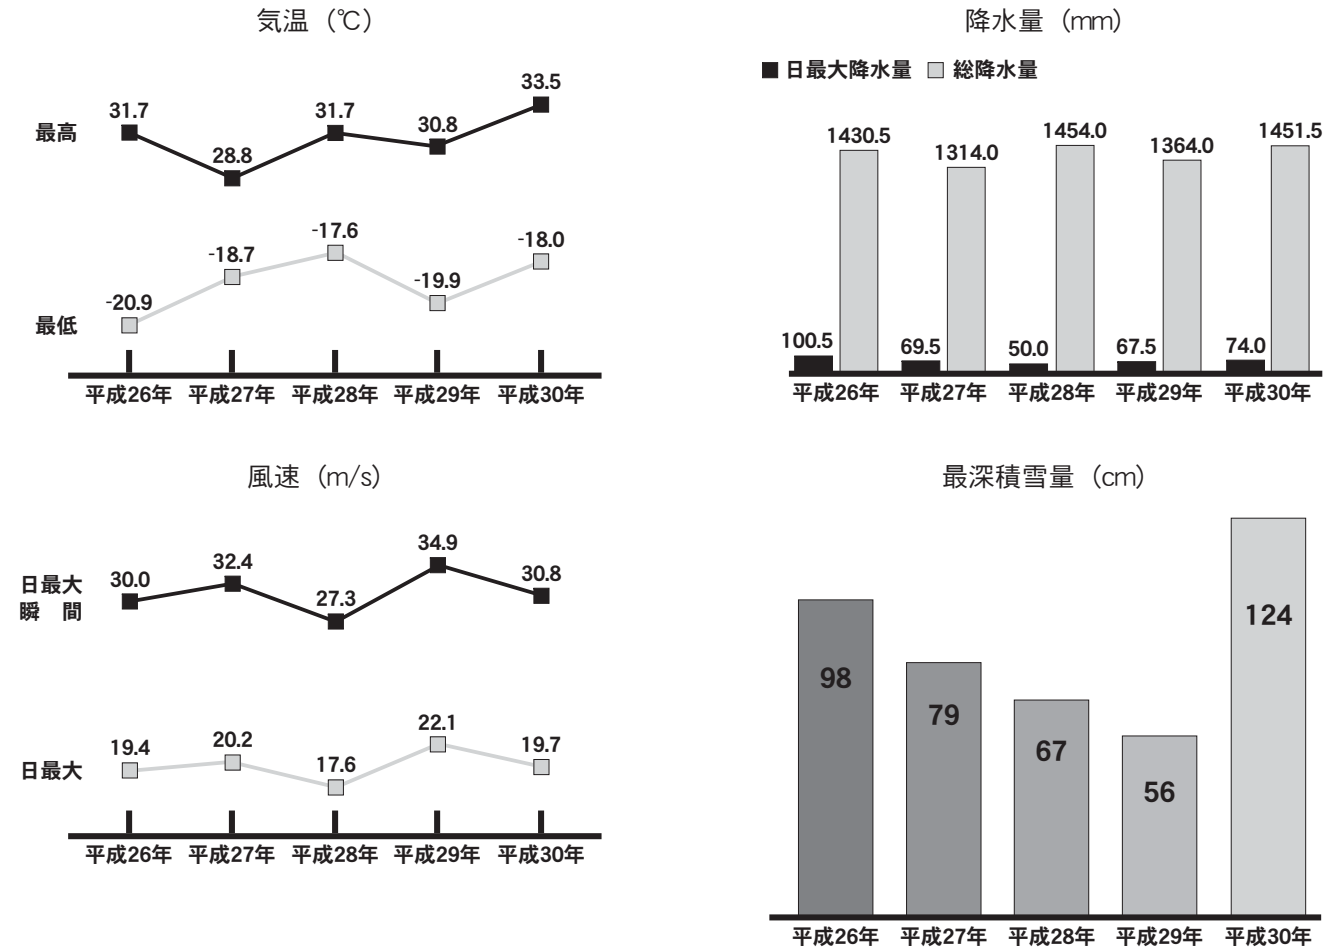 気温（℃）
最高
31.7
28.8
31.7
30.8
33.5
最低
-20.9
-18.7
-17.6
-19.9
-18.0
平成26年 平成27年 平成28年 平成29年 平成30年
降水量（mm）
日最大降水量 総降水量
100.5
1430.5
69.5
1314.0
50.0
1454.0
67.5
1364.0
74.0
1451.5
平成26年 平成27年 平成28年 平成29年 平成30年
風速（m/s）
日最大
瞬 間
30.0
32.4
27.3
34.9
30.8
日最大
19.4
20.2
17.6
22.1
19.7
平成26年 平成27年 平成28年 平成29年 平成30年
最深積雪量（cm）
98
79
67
56
124
平成26年 平成27年 平成28年 平成29年 平成30年